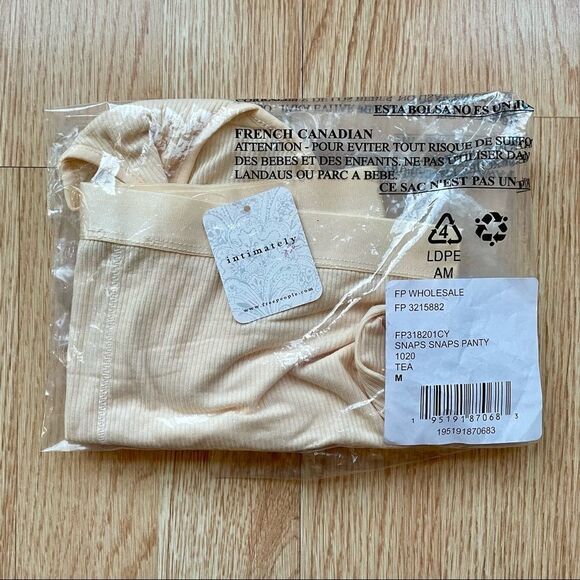 ESTA BOLSA NO ES UN JU
FRENCH CANADIAN
ATTENTION - POUR EVITER TOUT RISQUE DE
DES BEBES ET DES ENFANTS. NE PAS UTILISER DA
LANDAUS OU PARC A BEBE.
CE SAC N'EST PAS UN
intimately
www.freepeople.com
4
LDPE
AM
FP WHOLESALE
FP 3215882
FP318201CY
SNAPS SNAPS PANTY
1020
TEA
M
1 95191 87068 3
195191870683